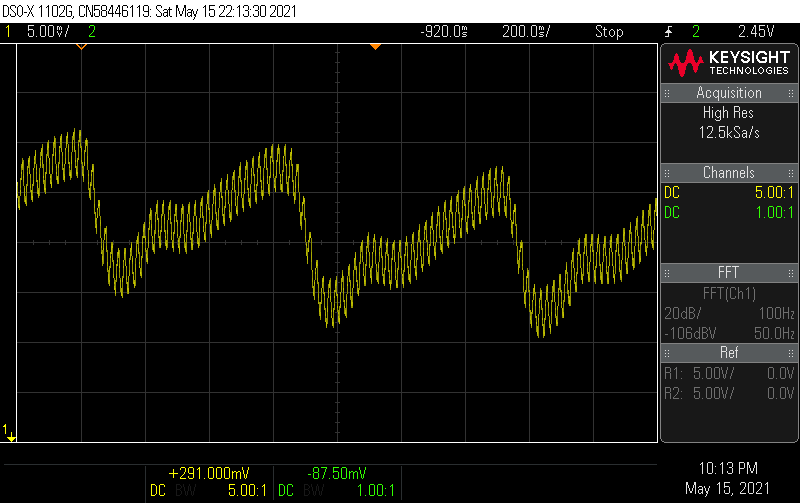 DSO-X 1102G, CN58446119: Sat May 15 22:13:30 2021
1 5.00V/ 2 -920.0ms 200.0ms/ Stop 2 2.45V
KEYSIGHT
TECHNOLOGIES
Acquisition
High Res
12.5kSa/s
Channels
DC 5.00:1
DC 1.00:1
FFT
FFT(Ch1)
20dB/ 100Hz
-106dBV 50.0Hz
Ref
R1: 5.00V/ 0.0V
R2: 5.00V/ 0.0V
1
+291.000mV -87.50mV
DC BW 5.00:1 DC BW 1.00:1
10:13 PM
May 15, 2021